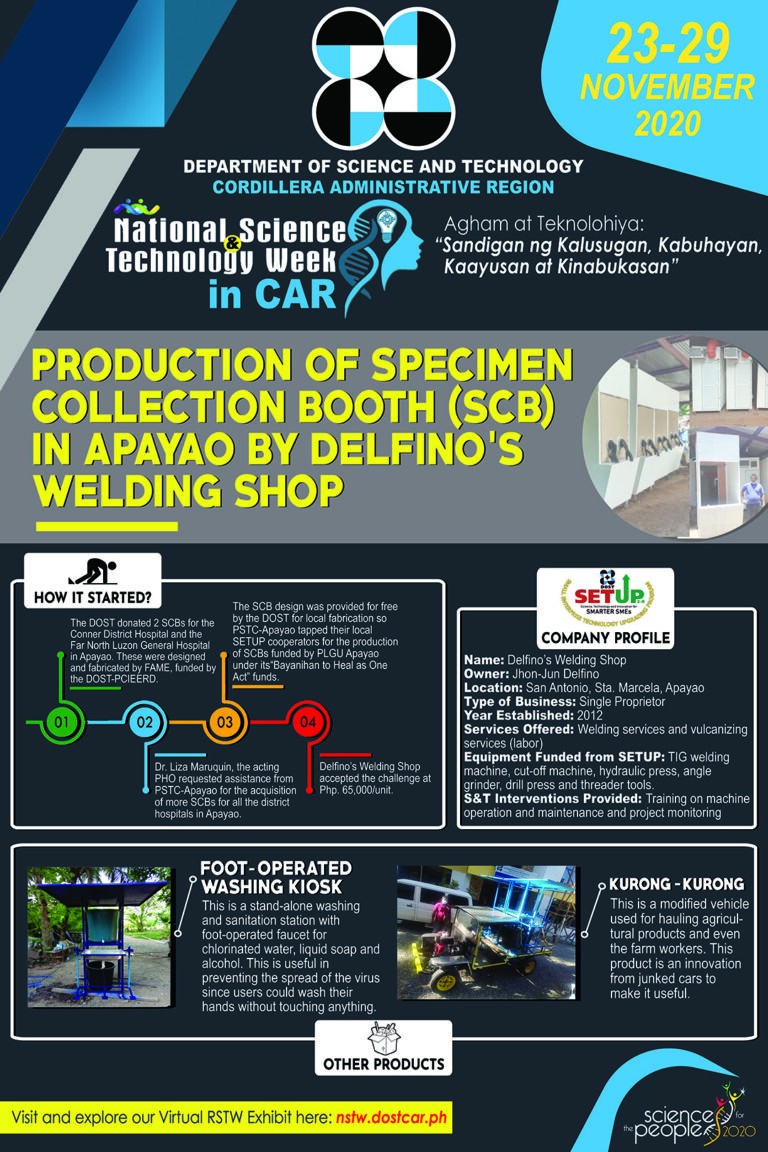 23-29
NOVEMBER
2020
DEPARTMENT OF SCIENCE AND TECHNOLOGY
CORDILLERA ADMINISTRATIVE REGION
National Science
&
Technology Week
in CAR
Agham at Teknolohiya:
“Sandigan ng Kalusugan, Kabuhayan,
Kaayusan at Kinabukasan”
PRODUCTION OF SPECIMEN
COLLECTION BOOTH (SCB)
IN APAYAO BY DELFINO'S
WELDING SHOP
HOW IT STARTED?
The DOST donated 2 SCBs for the
Conner District Hospital and the
Far North Luzon General Hospital
in Apayao. These were designed
and fabricated by FAME, funded by
the DOST-PCIEERD.
01
02
Dr. Liza Maruquin, the acting
PHO requested assistance from
PSTC-Apayao for the acquisition
of more SCBs for all the district
hospitals in Apayao.
The SCB design was provided for free
by the DOST for local fabrication so
PSTC-Apayao tapped their local
SETUP cooperators for the production
of SCBs funded by PLGU Apayao
under its“Bayanihan to Heal as One
Act” funds.
03
04
Delfino's Welding Shop
accepted the challenge at
Php. 65,000/unit.
DOST
SETUP 2.0
Science, Technology and Innovation for
SMARTER SMEs
SMALL ENTERPRISE TECHNOLOGY UPGRADING PROGRAM
COMPANY PROFILE
Name: Delfino's Welding Shop
Owner: Jhon-Jun Delfino
Location: San Antonio, Sta. Marcela, Apayao
Type of Business: Single Proprietor
Year Established: 2012
Services Offered: Welding services and vulcanizing
services (labor)
Equipment Funded from SETUP: TIG welding
machine, cut-off machine, hydraulic press, angle
grinder, drill press and threader tools.
S&T Interventions Provided: Training on machine
operation and maintenance and project monitoring
FOOT-OPERATED
WASHING KIOSK
This is a stand-alone washing
and sanitation station with
foot-operated faucet for
chlorinated water, liquid soap and
alcohol. This is useful in
preventing the spread of the virus
since users could wash their
hands without touching anything.
KURONG -KURONG
This is a modified vehicle
used for hauling agricul-
tural products and even
the farm workers. This
product is an innovation
from junked cars to
make it useful.
OTHER PRODUCTS
Visit and explore our Virtual RSTW Exhibit here: nstw.dostcar.ph
science for
the people 2020